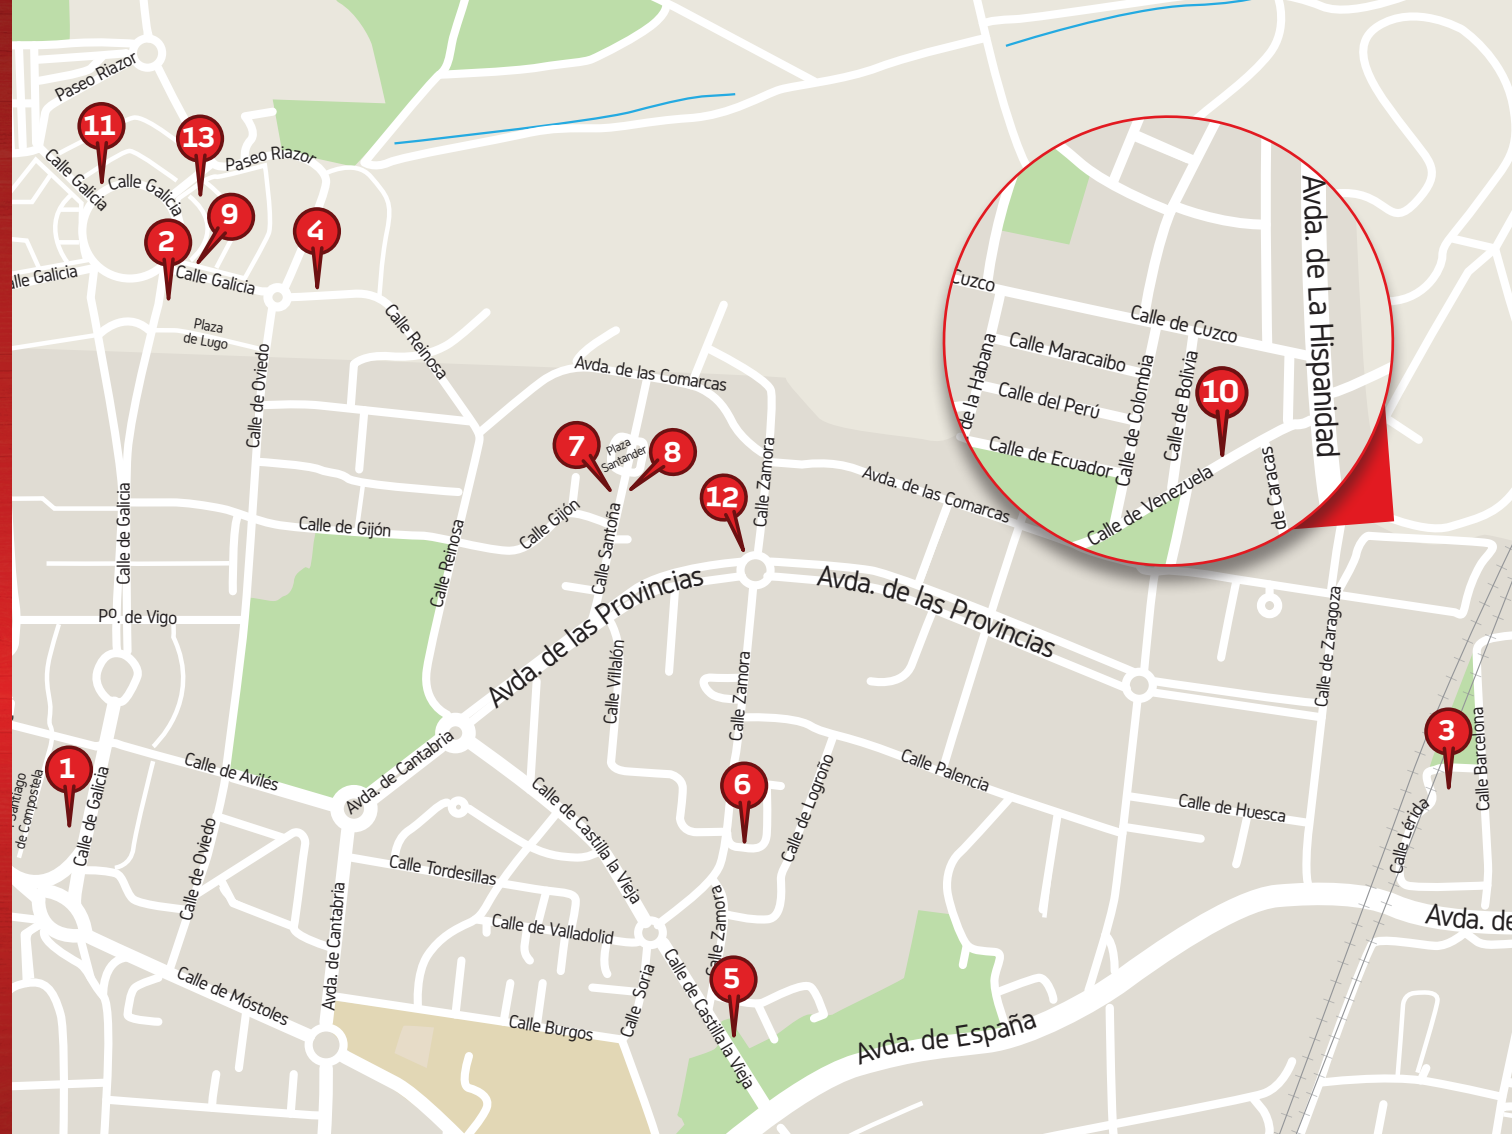 Paseo Riazor
11
13
Paseo Riazor
Calle Galicia
Calle Galicia
9
2
4
Calle Galicia
Calle Galicia
Plaza
de Lugo
Calle Reinosa
Calle de Oviedo
Avda. de las Comarcas
Plaza
Santander
7
8
12
Calle Zamora
Avda. de las Comarcas
Calle de Galicia
Calle de Gijón
Calle Reinosa
Calle Gijón
Calle Santoña
Avda. de las Provincias
Avda. de las Provincias
Pº. de Vigo
Calle Villalón
Calle Zamora
Cuzco
Calle de Cuzco
Calle Maracaibo
de la Habana
Calle del Perú
Calle de Colombia
Calle de Bolivia
10
Calle de Ecuador
Calle de Venezuela
de Caracas
Avda. de La Hispanidad
Calle de Zaragoza
3
Calle Barcelona
Calle Lérida
Calle de Huesca
Calle Palencia
Calle de Logroño
6
1
Santiago
de Compostela
Calle de Galicia
Calle de Avilés
Avda. de Cantabria
Calle de Oviedo
Calle de Castilla la Vieja
Calle Tordesillas
Calle de Valladolid
Avda. de Cantabria
Calle Zamora
5
Calle de Móstoles
Calle Burgos
Calle Soria
Calle de Castilla la Vieja
Avda. de España
Avda. de